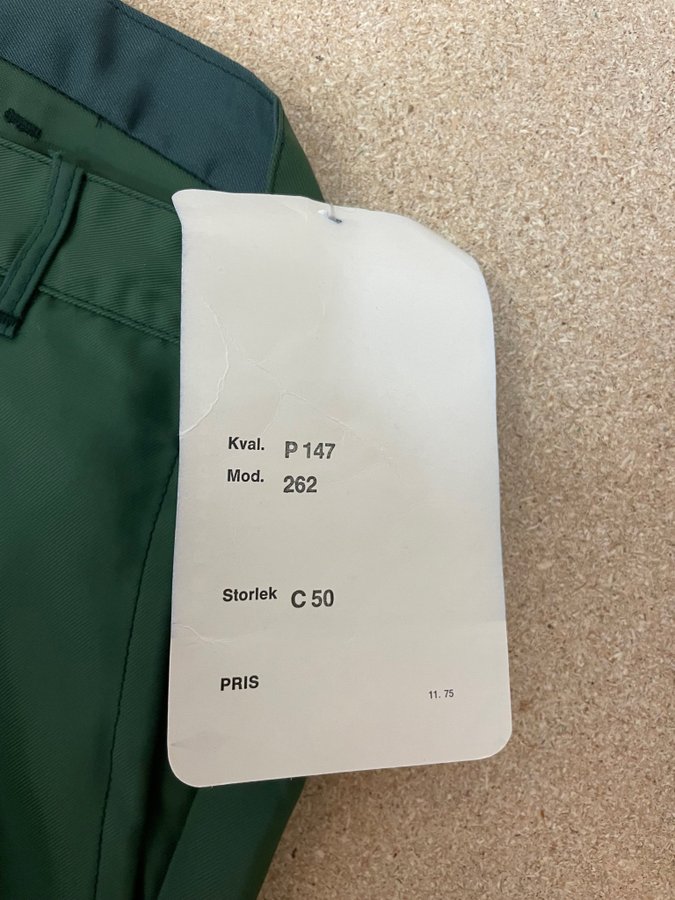 Kval. P 147
Mod. 262
Storlek C 50
PRIS 11. 75